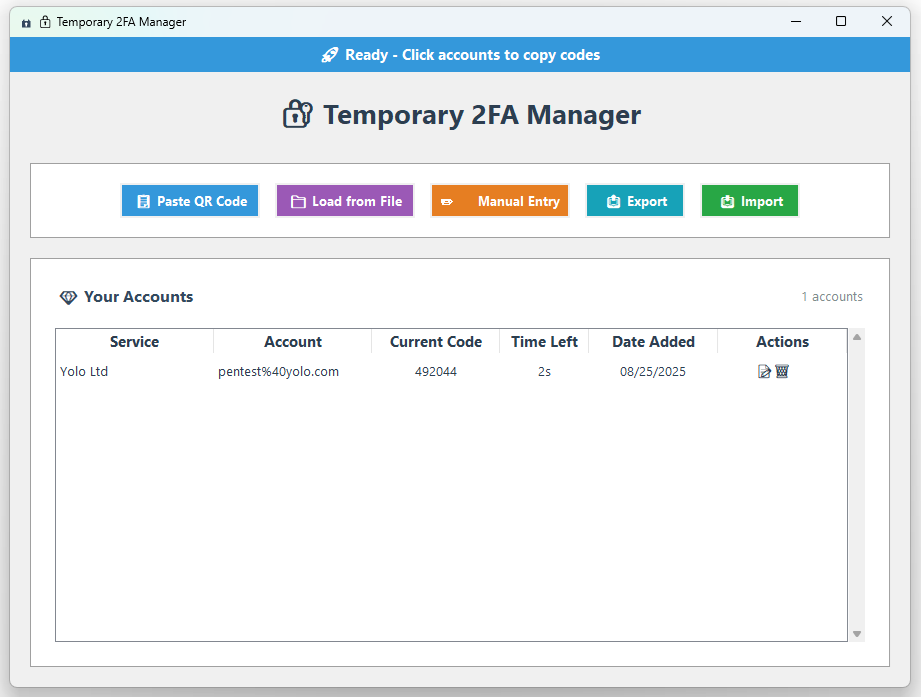 Temporary 2FA Manager
Ready - Click accounts to copy codes
Temporary 2FA Manager
Paste QR Code Load from File Manual Entry Export Import
Your Accounts 1 accounts
Service Account Current Code Time Left Date Added Actions
Yolo Ltd pentest%40yolo.com 492044 2s 08/25/2025